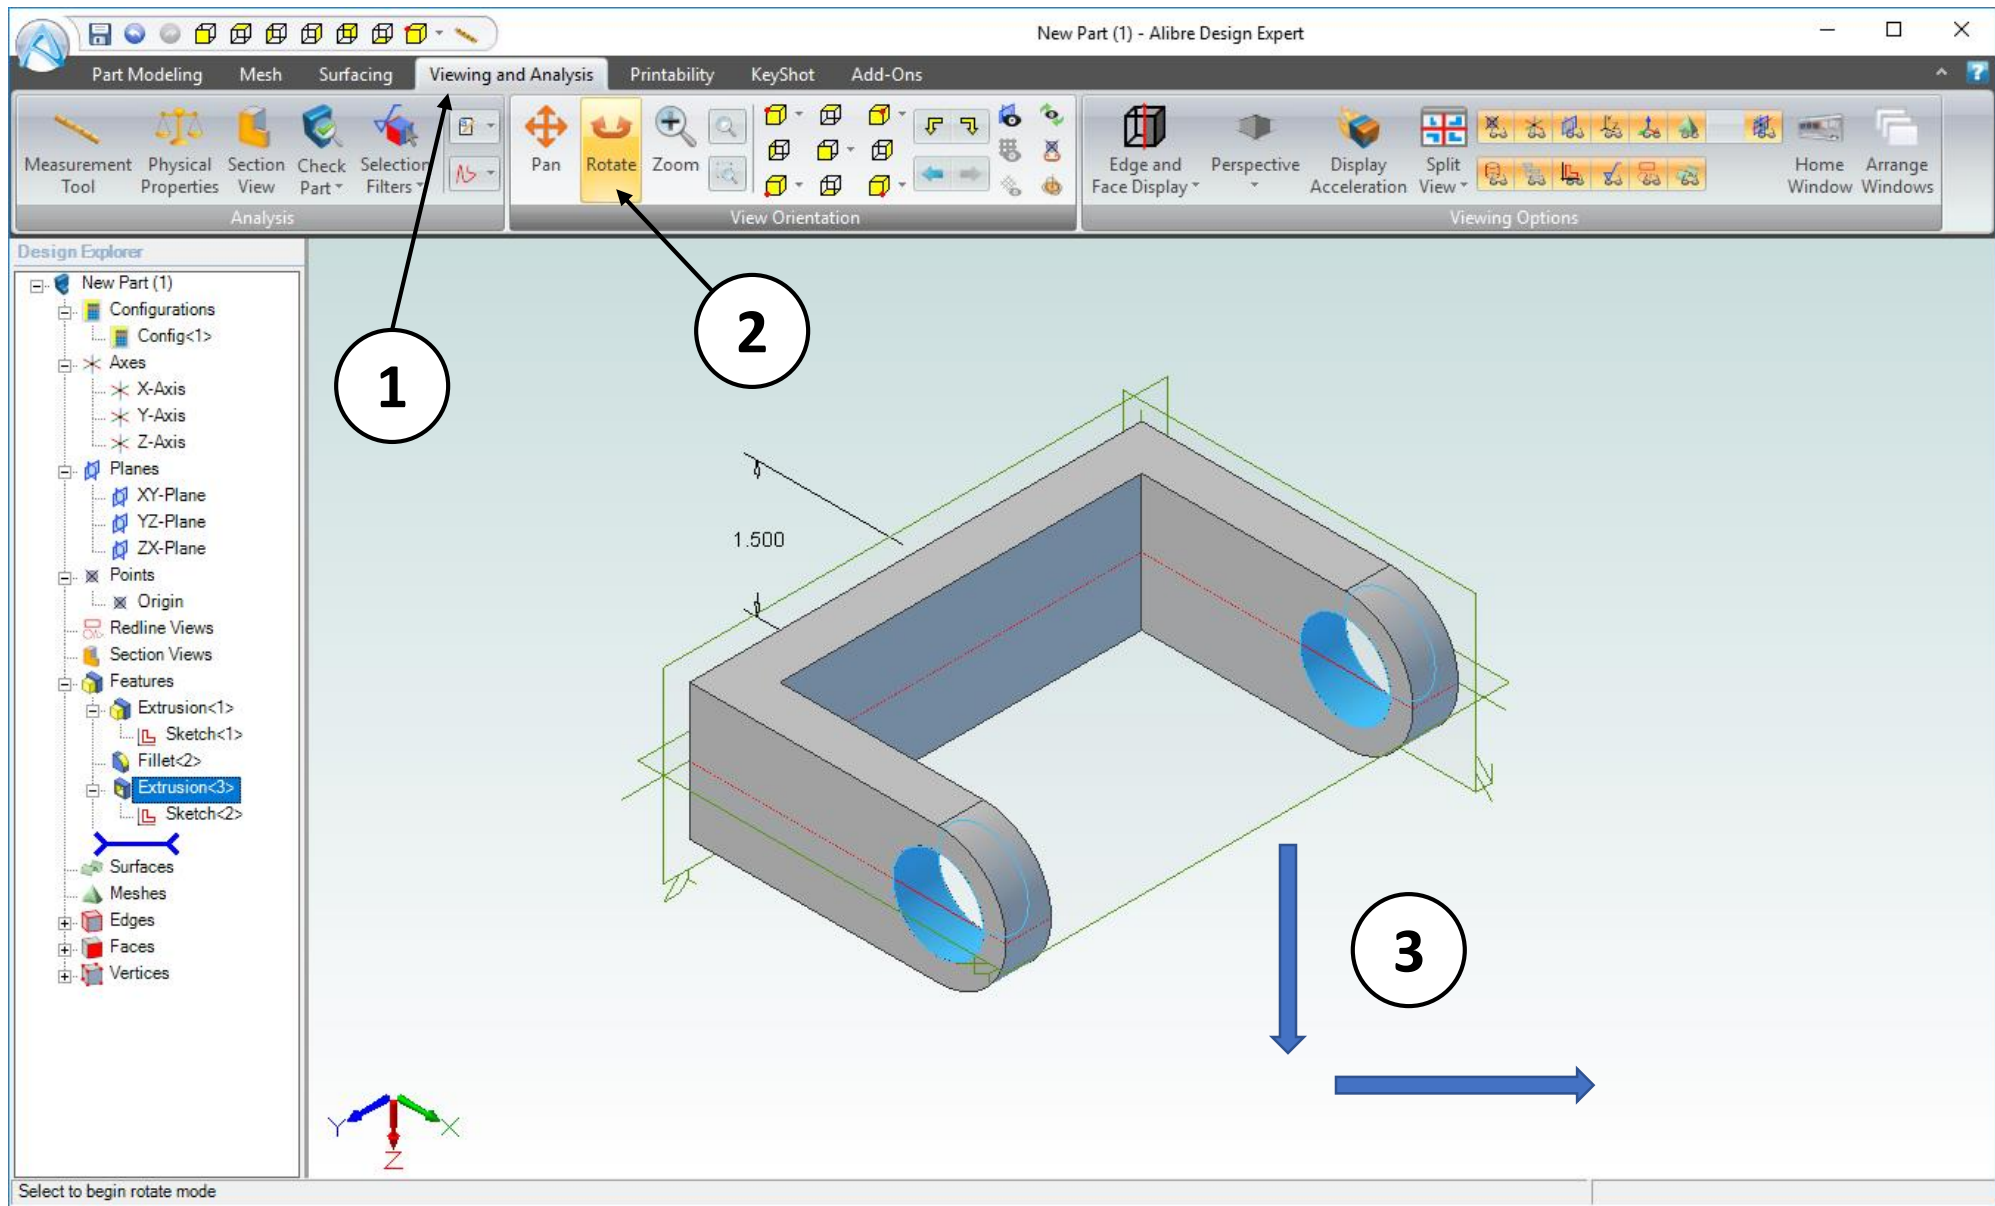 New Part (1) - Alibre Design Expert
Part Modeling Mesh Surfacing Viewing and Analysis Printability KeyShot Add-Ons
Measurement Tool
Physical Properties
Section View
Check Part
Selection Filters
Pan
Rotate
Zoom
Edge and Face Display
Perspective
Display Acceleration
Split View
Home Window
Arrange Windows
Analysis
View Orientation
Viewing Options
Design Explorer
New Part (1)
Configurations
Config<1>
Axes
X-Axis
Y-Axis
Z-Axis
Planes
XY-Plane
YZ-Plane
ZX-Plane
Points
Origin
Redline Views
Section Views
Features
Extrusion<1>
Sketch<1>
Fillet<2>
Extrusion<3>
Sketch<2>
Surfaces
Meshes
Edges
Faces
Vertices
1
2
1.500
3
Y
X
Z
Select to begin rotate mode